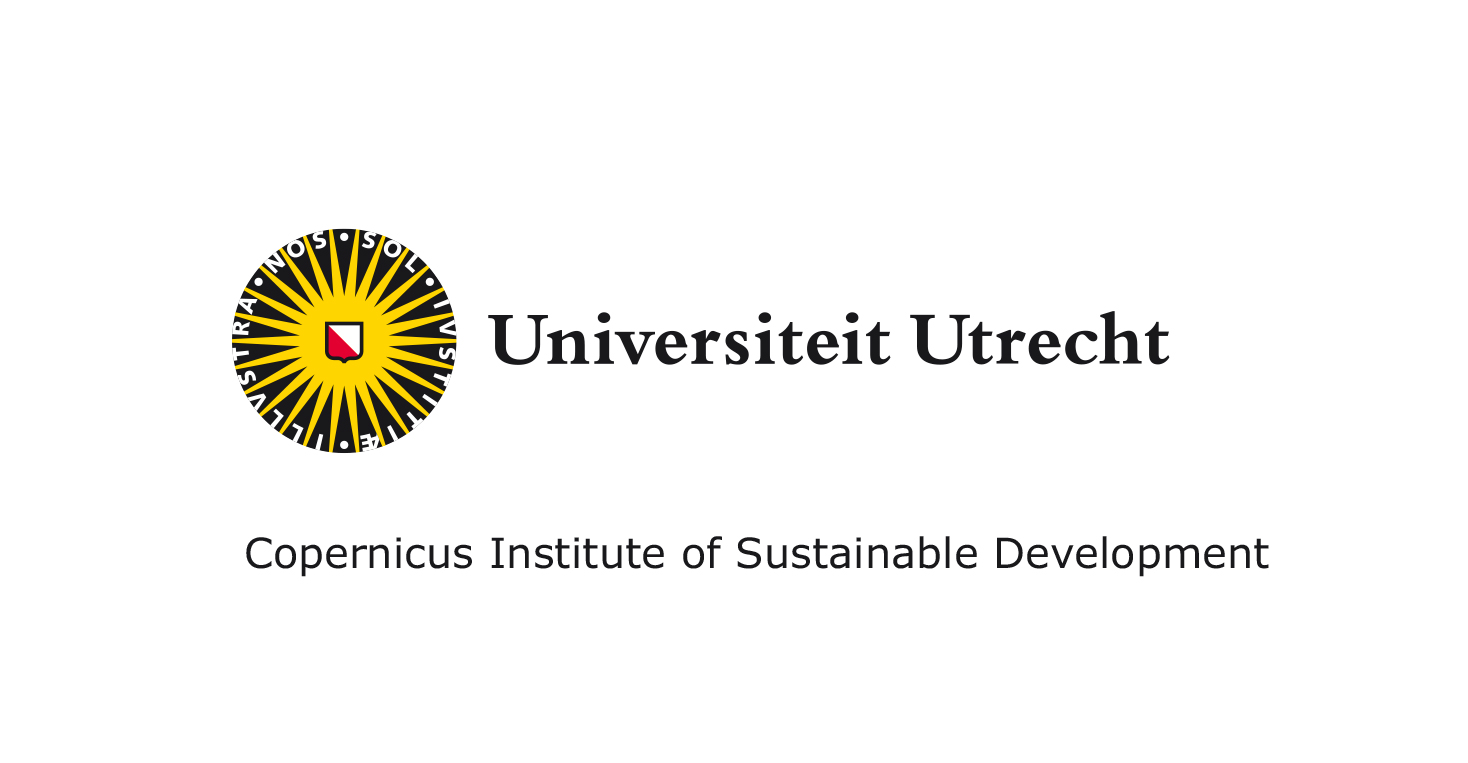 SOL · IVSTITIÆ · ILLVSTRA · NOS ·
Universiteit Utrecht
Copernicus Institute of Sustainable Development